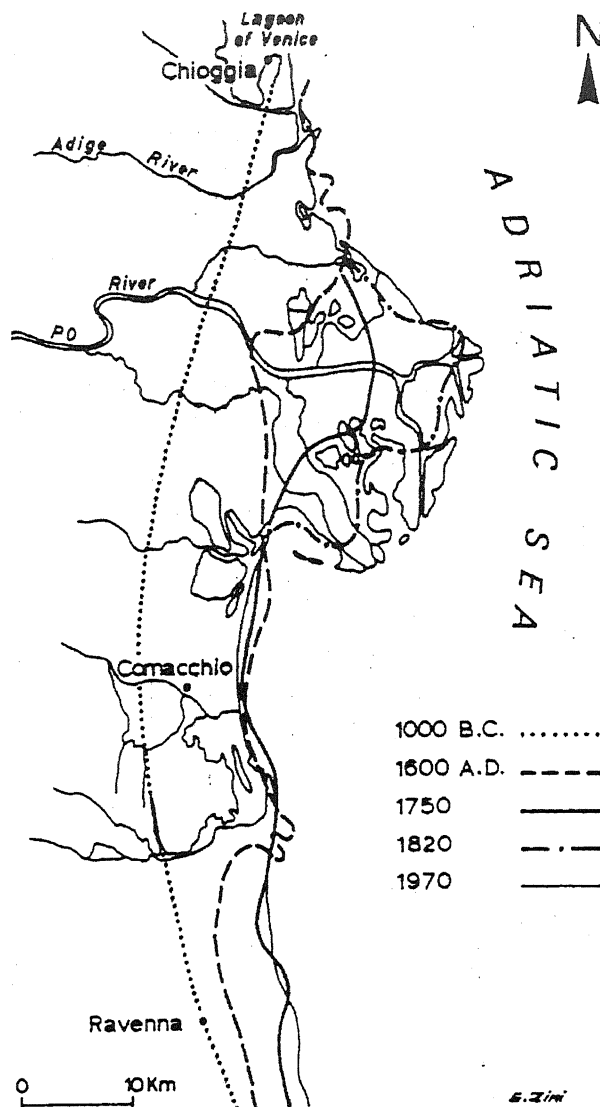 Lagoon
of Venice
N
Chioggia
Adige River
ADRIATIC SEA
River
PO
Comacchio
1000 B.C.
1600 A.D.
1750
1820
1970
Ravenna
0 10Km
E.Zini